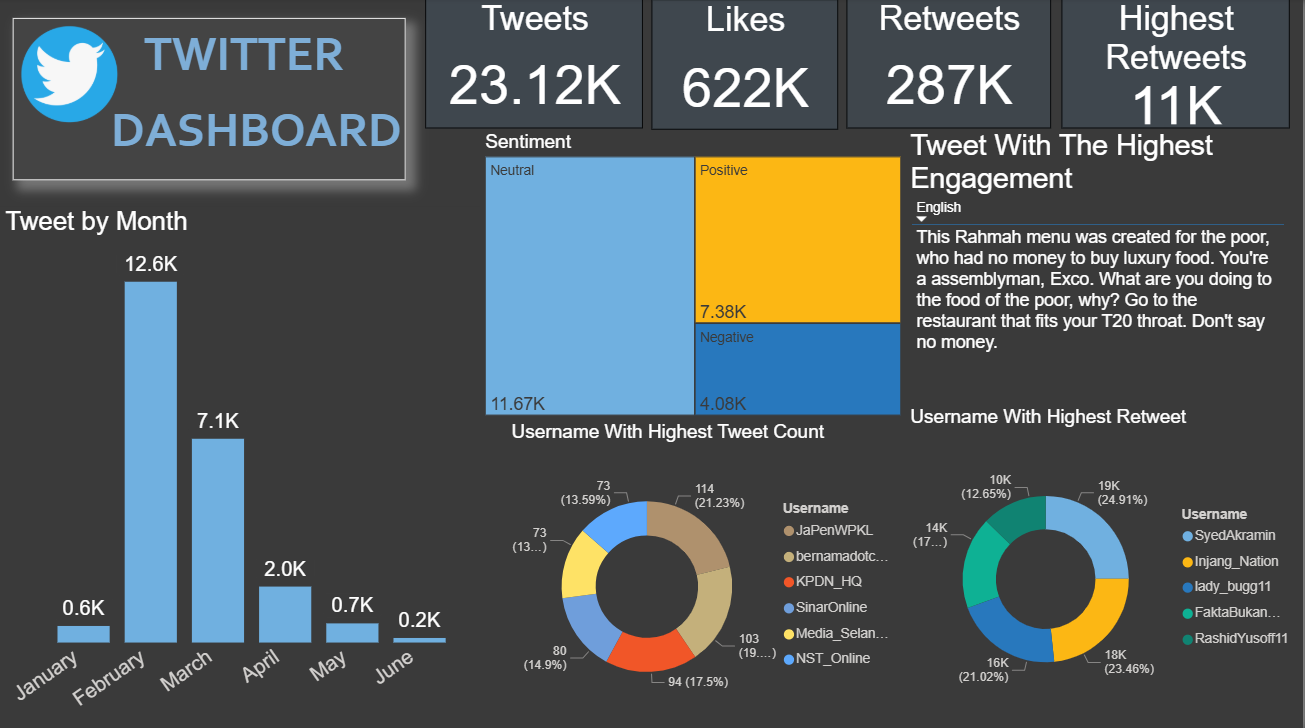 TWITTER
DASHBOARD
Tweets
23.12K
Likes
622K
Retweets
287K
Highest
Retweets
11K
Tweet by Month
12.6K
7.1K
2.0K
0.6K
0.7K
0.2K
January
February
March
April
May
June
Sentiment
Neutral
11.67K
Positive
7.38K
Negative
4.08K
Tweet With The Highest
Engagement
English
This Rahmah menu was created for the poor,
who had no money to buy luxury food. You're
a assemblyman, Exco. What are you doing to
the food of the poor, why? Go to the
restaurant that fits your T20 throat. Don't say
no money.
Username With Highest Tweet Count
114
(21.23%)
103
(19....)
94 (17.5%)
80
(14.9%)
73
(13...)
73
(13.59%)
Username
JaPenWPKL
bernamadotc...
KPDN_HQ
SinarOnline
Media_Selan...
NST_Online
Username With Highest Retweet
19K
(24.91%)
18K
(23.46%)
16K
(21.02%)
14K
(17...)
10K
(12.65%)
Username
SyedAkramin
Injang_Nation
lady_bugg11
FaktaBukan...
RashidYusoff11